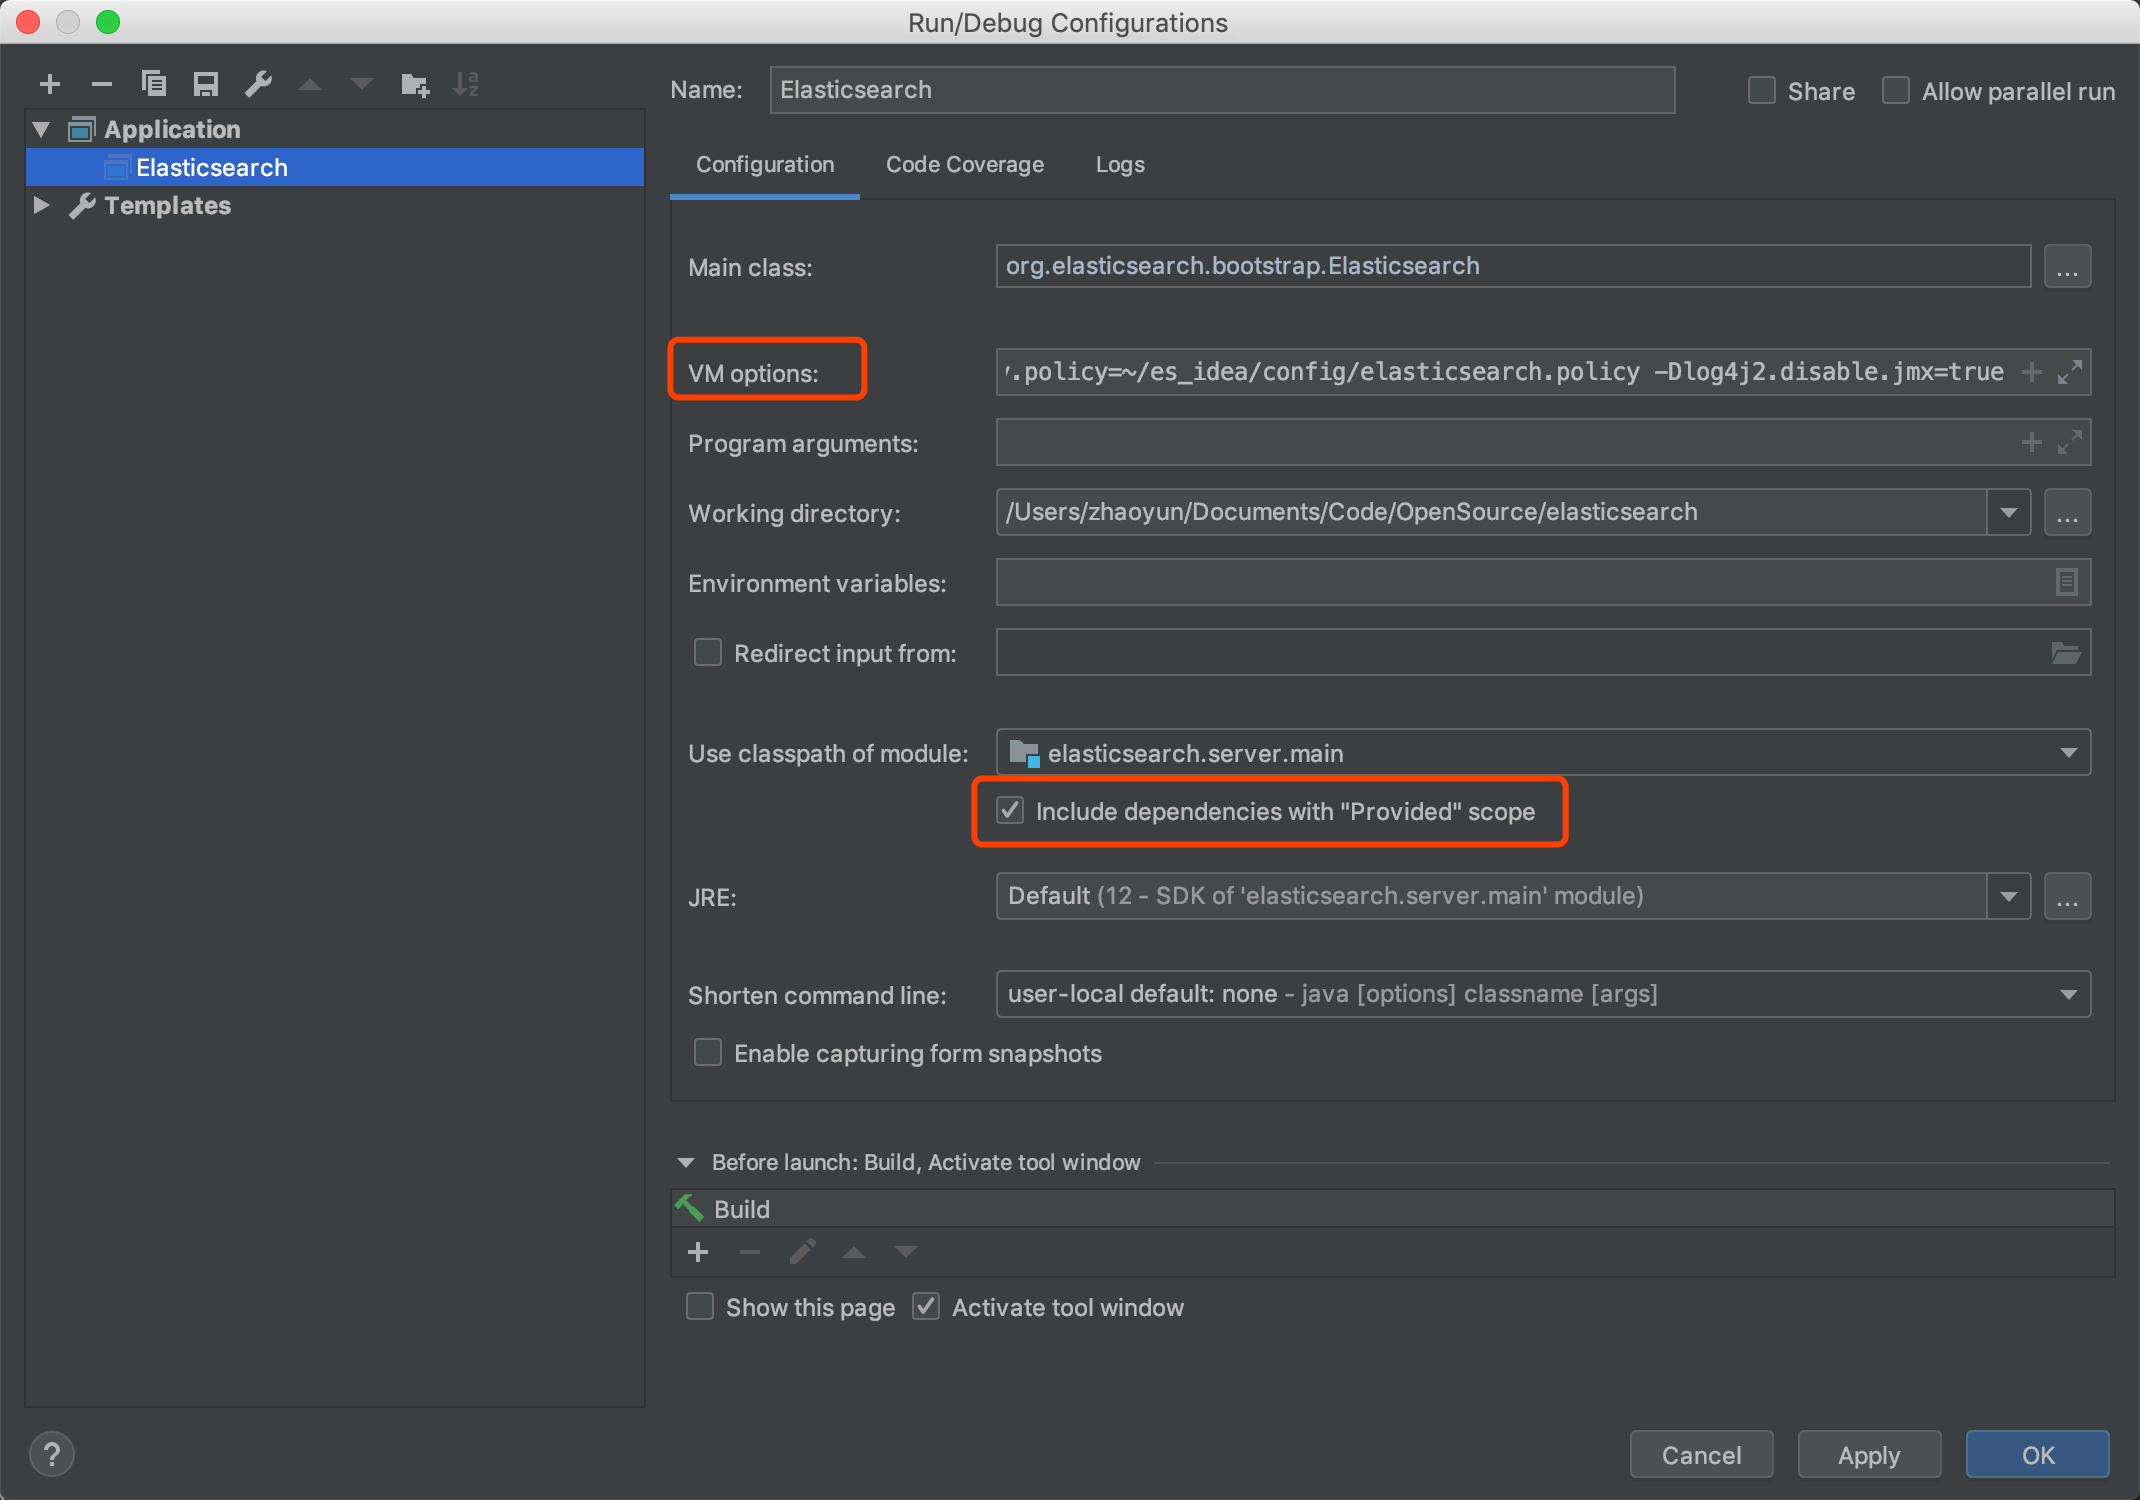 Run/Debug Configurations
Application
Elasticsearch
Templates
Name: Elasticsearch
Share Allow parallel run
Configuration Code Coverage Logs
Main class: org.elasticsearch.bootstrap.Elasticsearch ...
VM options: .policy=~/es_idea/config/elasticsearch.policy -Dlog4j2.disable.jmx=true
Program arguments:
Working directory: /Users/zhaoyun/Documents/Code/OpenSource/elasticsearch ...
Environment variables:
Redirect input from:
Use classpath of module: elasticsearch.server.main
Include dependencies with "Provided" scope
JRE: Default (12 - SDK of 'elasticsearch.server.main' module) ...
Shorten command line: user-local default: none - java [options] classname [args]
Enable capturing form snapshots
Before launch: Build, Activate tool window
Build
Show this page Activate tool window
? Cancel Apply OK